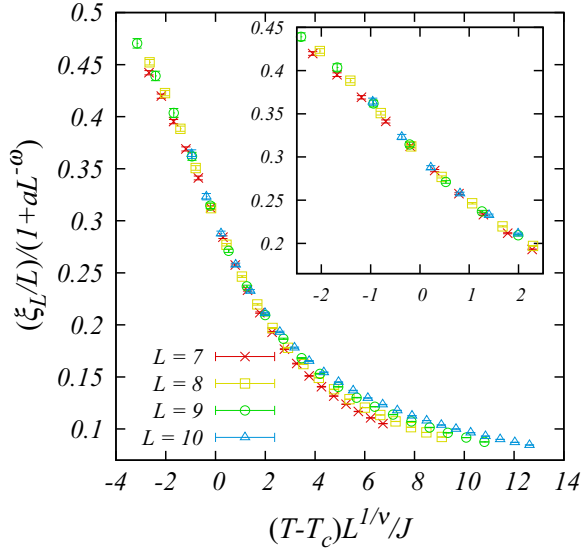 0.5
0.45
0.4
0.35
0.3
0.25
0.2
0.15
0.1
(ξL/L)/(1+aL^-ω)
0.45
0.4
0.35
0.3
0.25
0.2
-2 -1 0 1 2
L = 7
L = 8
L = 9
L = 10
-4 -2 0 2 4 6 8 10 12 14
(T-Tc)L^1/ν/J